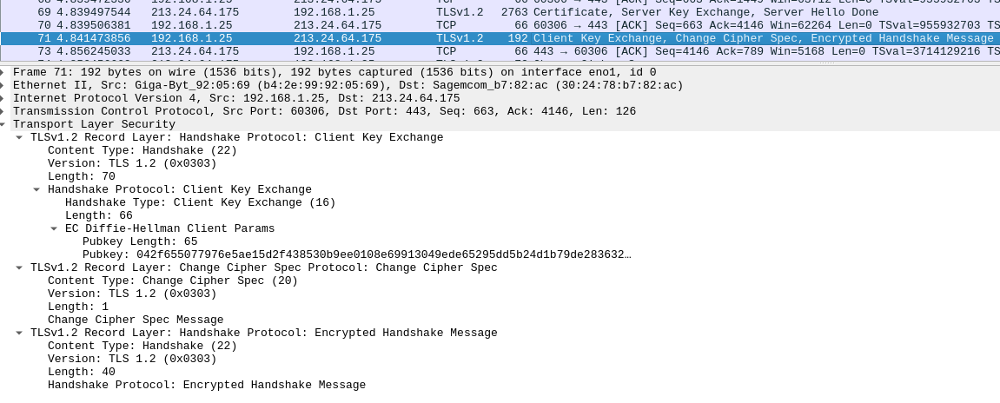 69 4.839497544 213.24.64.175 192.168.1.25 TLSv1.2 2763 Certificate, Server Key Exchange, Server Hello Done
70 4.839506381 192.168.1.25 213.24.64.175 TCP 66 60306 → 443 [ACK] Seq=663 Ack=4146 Win=62264 Len=0 TSval=955932703 TS
71 4.841473856 192.168.1.25 213.24.64.175 TLSv1.2 192 Client Key Exchange, Change Cipher Spec, Encrypted Handshake Message
73 4.856245033 213.24.64.175 192.168.1.25 TCP 66 443 → 60306 [ACK] Seq=4146 Ack=789 Win=5168 Len=0 TSval=3714129216 TS
Frame 71: 192 bytes on wire (1536 bits), 192 bytes captured (1536 bits) on interface eno1, id 0
Ethernet II, Src: Giga-Byt_92:05:69 (b4:2e:99:92:05:69), Dst: Sagemcom_b7:82:ac (30:24:78:b7:82:ac)
Internet Protocol Version 4, Src: 192.168.1.25, Dst: 213.24.64.175
Transmission Control Protocol, Src Port: 60306, Dst Port: 443, Seq: 663, Ack: 4146, Len: 126
Transport Layer Security
TLSv1.2 Record Layer: Handshake Protocol: Client Key Exchange
Content Type: Handshake (22)
Version: TLS 1.2 (0x0303)
Length: 70
Handshake Protocol: Client Key Exchange
Handshake Type: Client Key Exchange (16)
Length: 66
EC Diffie-Hellman Client Params
Pubkey Length: 65
Pubkey: 042f655077976e5ae15d2f438530b9ee0108e69913049ede65295dd5b24d1b79de283632…
TLSv1.2 Record Layer: Change Cipher Spec Protocol: Change Cipher Spec
Content Type: Change Cipher Spec (20)
Version: TLS 1.2 (0x0303)
Length: 1
Change Cipher Spec Message
TLSv1.2 Record Layer: Handshake Protocol: Encrypted Handshake Message
Content Type: Handshake (22)
Version: TLS 1.2 (0x0303)
Length: 40
Handshake Protocol: Encrypted Handshake Message